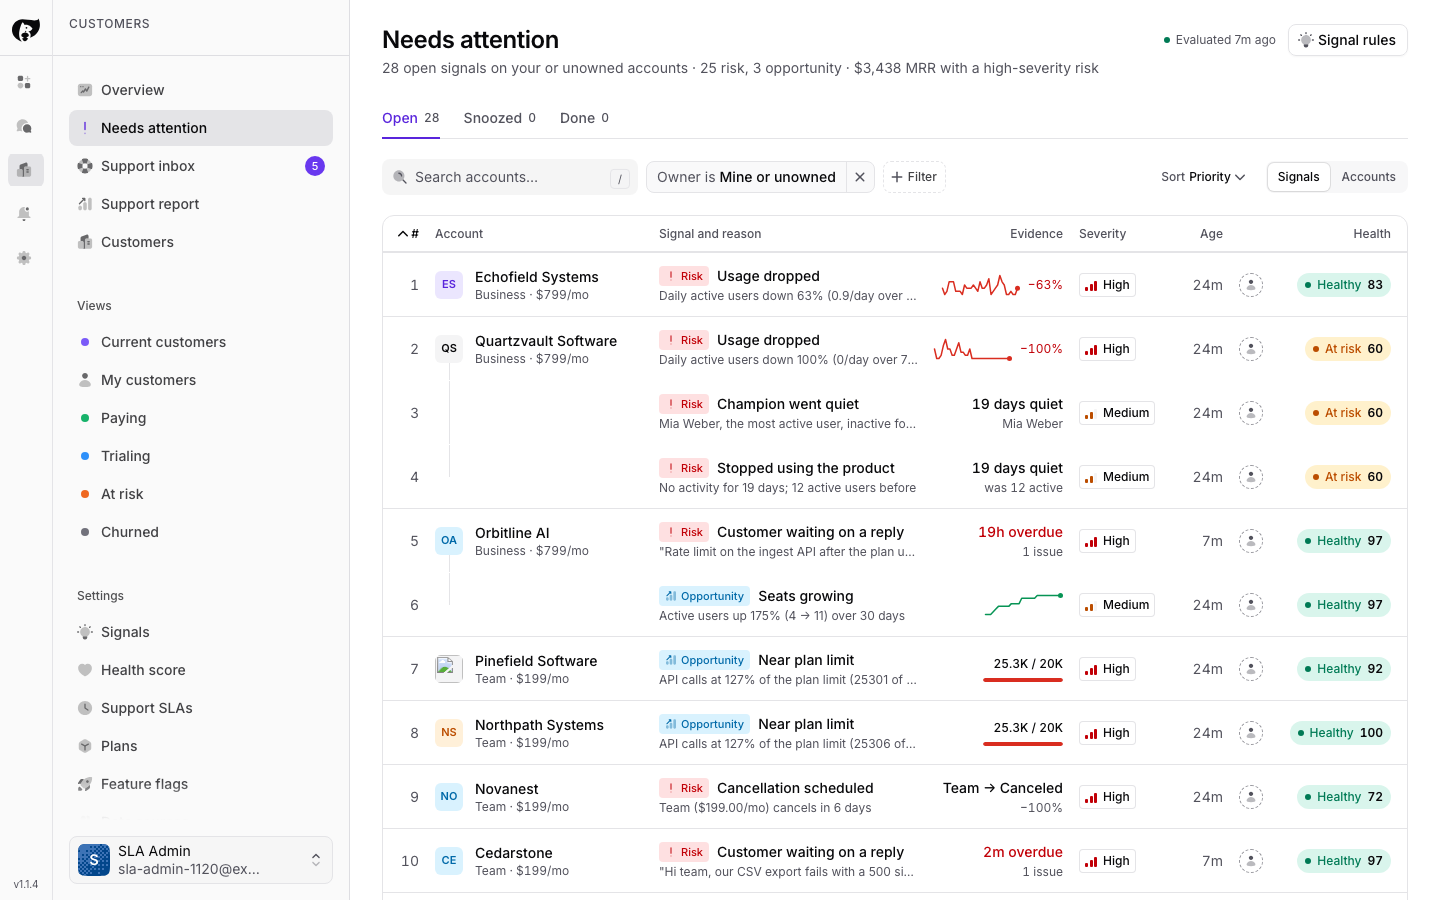 CUSTOMERS
Overview
Needs attention
Support inbox 5
Support report
Customers
Views
Current customers
My customers
Paying
Trialing
At risk
Churned
Settings
Signals
Health score
Support SLAs
Plans
Feature flags
S SLA Admin
sla-admin-1120@ex...
v1.1.4
Needs attention
Evaluated 7m ago Signal rules
28 open signals on your or unowned accounts · 25 risk, 3 opportunity · $3,438 MRR with a high-severity risk
Open 28 Snoozed 0 Done 0
Search accounts... / Owner is Mine or unowned Filter Sort Priority Signals Accounts
# Account Signal and reason Evidence Severity Age Health
1 ES Echofield Systems Risk Usage dropped −63% High 24m Healthy 83
Business · $799/mo Daily active users down 63% (0.9/day over ...
2 QS Quartzvault Software Risk Usage dropped −100% High 24m At risk 60
Business · $799/mo Daily active users down 100% (0/day over 7...
3 Risk Champion went quiet 19 days quiet Medium 24m At risk 60
Mia Weber, the most active user, inactive fo... Mia Weber
4 Risk Stopped using the product 19 days quiet Medium 24m At risk 60
No activity for 19 days; 12 active users before was 12 active
5 OA Orbitline AI Risk Customer waiting on a reply 19h overdue High 7m Healthy 97
Business · $799/mo "Rate limit on the ingest API after the plan u... 1 issue
6 Opportunity Seats growing Medium 24m Healthy 97
Active users up 175% (4 → 11) over 30 days
7 Pinefield Software Opportunity Near plan limit 25.3K / 20K High 24m Healthy 92
Team · $199/mo API calls at 127% of the plan limit (25301 of ...
8 NS Northpath Systems Opportunity Near plan limit 25.3K / 20K High 24m Healthy 100
Team · $199/mo API calls at 127% of the plan limit (25306 of...
9 NO Novanest Risk Cancellation scheduled Team → Canceled High 24m Healthy 72
Team · $199/mo Team ($199.00/mo) cancels in 6 days −100%
10 CE Cedarstone Risk Customer waiting on a reply 2m overdue High 7m Healthy 97
Team · $199/mo "Hi team, our CSV export fails with a 500 si... 1 issue